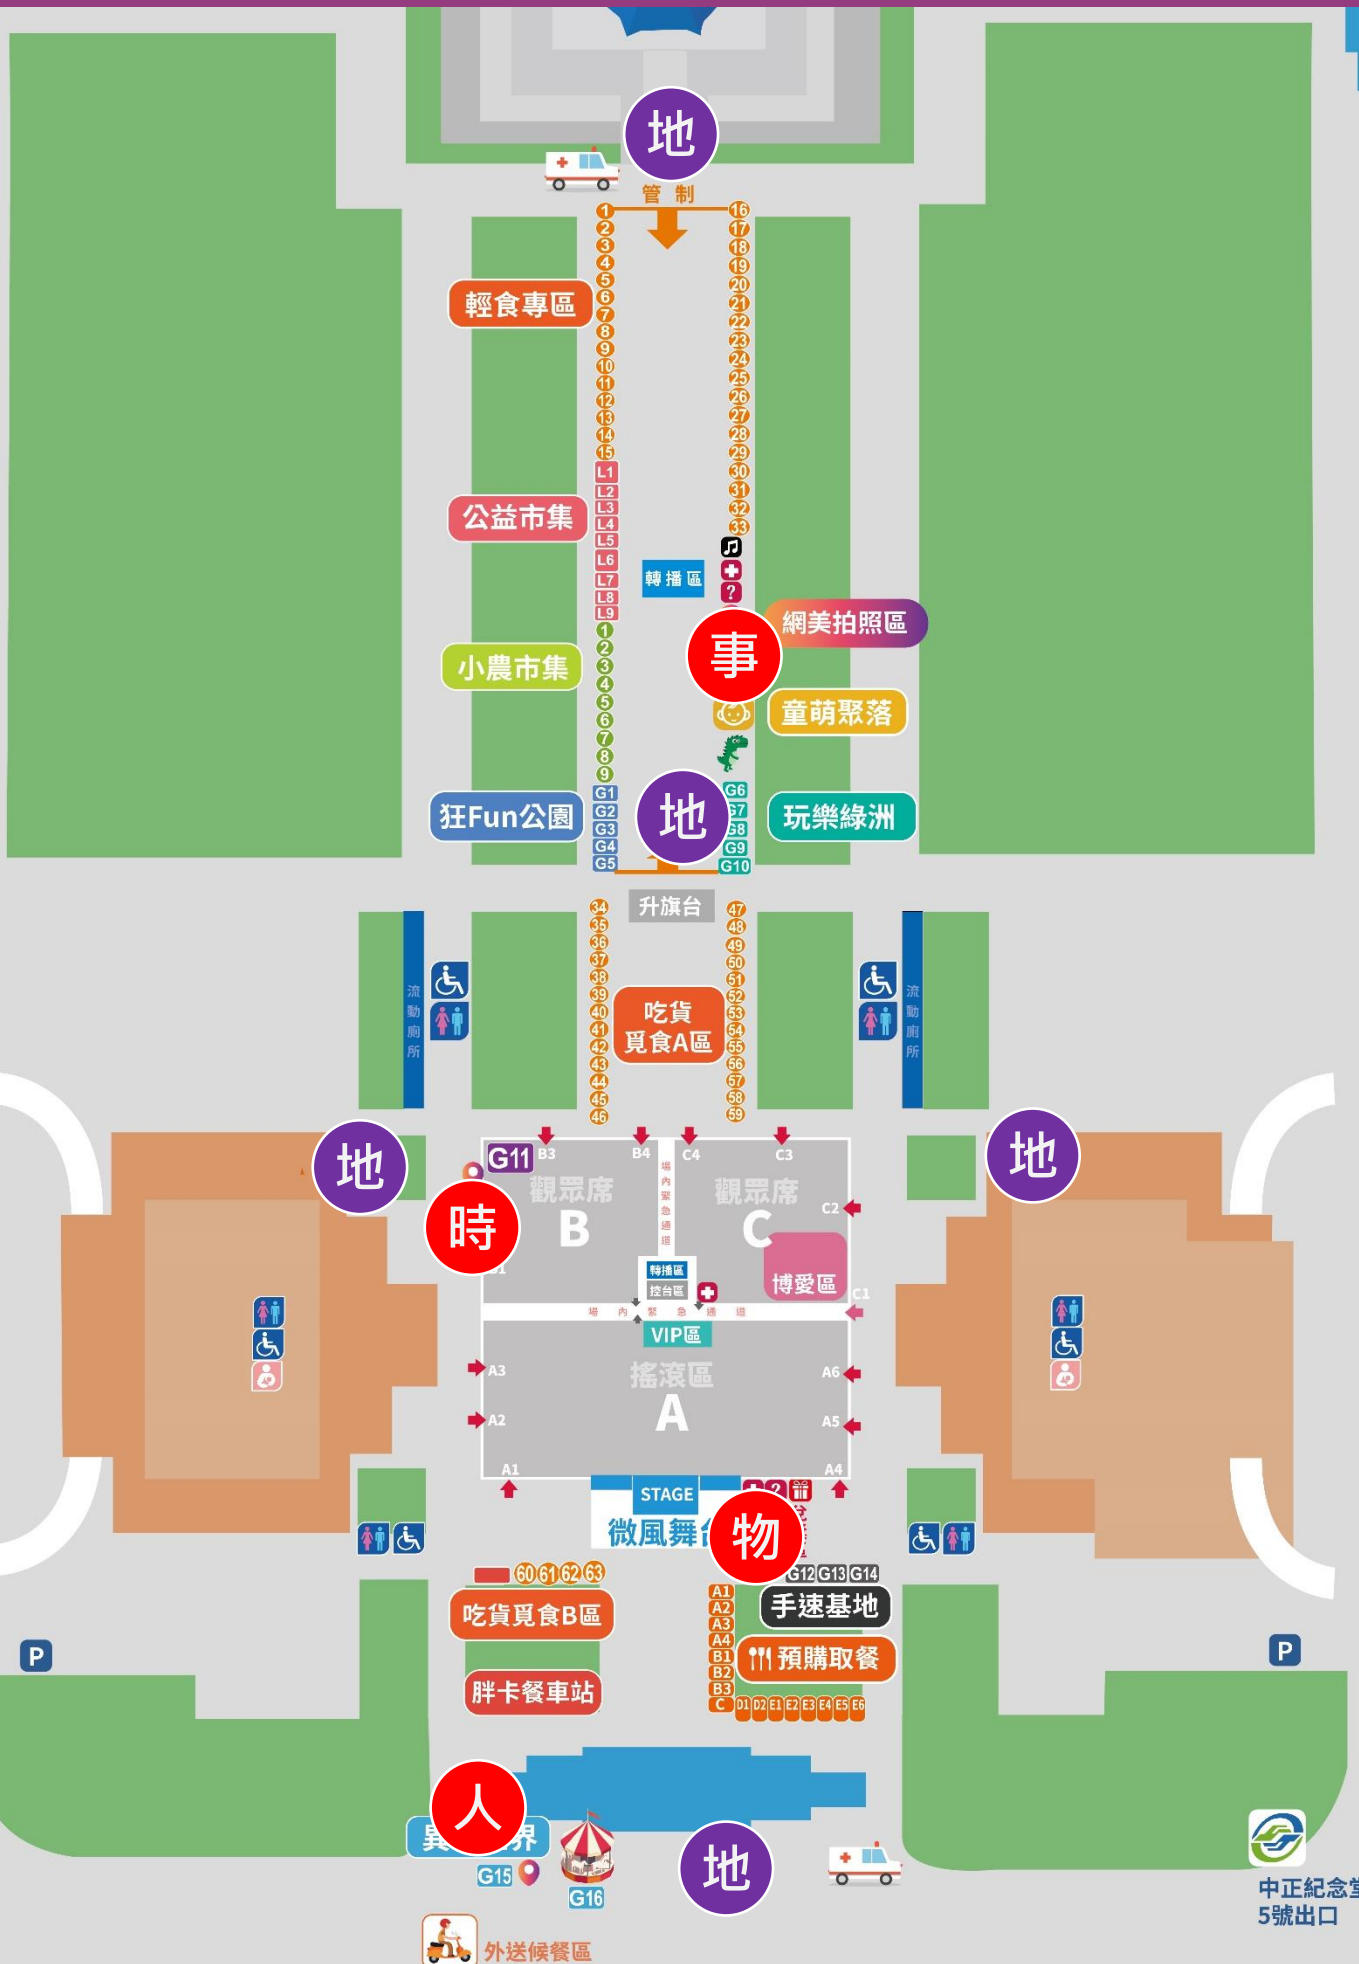 地
管制
1
2
3
4
5
6
7
8
9
10
11
12
13
14
15
16
17
18
19
20
21
22
23
24
25
26
27
28
29
30
31
32
33
輕食專區
L1
L2
L3
L4
L5
L6
L7
L8
L9
公益市集
轉播區
?
網美拍照區
事
1
2
3
4
5
6
7
8
9
小農市集
童萌聚落
G1
G2
G3
G4
G5
狂Fun公園
地
G6
G7
G8
G9
G10
玩樂綠洲
升旗台
34
35
36
37
38
39
40
41
42
43
44
45
46
47
48
49
50
51
52
53
54
55
56
57
58
59
流動廁所
流動廁所
吃貨
覓食A區
地
地
G11
B3
B4
C4
C3
觀眾席
B
觀眾席
C
場內緊急通道
C2
時
轉播區
控台區
博愛區
C1
場內緊急通道
VIP區
A3
搖滾區
A
A6
A2
A5
A1
A4
STAGE
微風舞
?
物
60 61 62 63
G12 G13 G14
吃貨覓食B區
手速基地
A1
A2
A3
A4
B1
B2
B3
C
預購取餐
D1 D2 E1 E2 E3 E4 E5 E6
胖卡餐車站
P
P
人
異
界
G15
G16
地
中正紀念堂
5號出口
外送候餐區